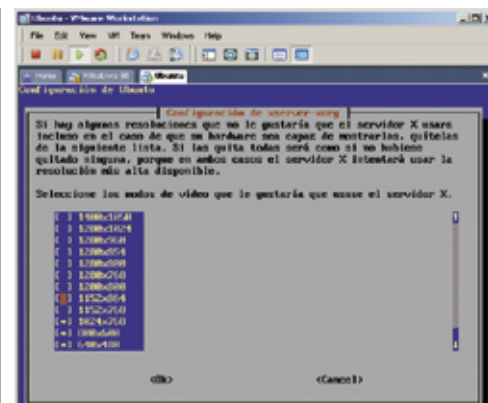 Ubuntu - VMware Workstation
File Edit View VM Team Windows Help
Home Windows 98 Ubuntu
Configuración de Ubuntu
Configuración de xserver-xorg
Si hay algunas resoluciones que no le gustaría que el servidor X usara
incluso en el caso de que su hardware sea capaz de mostrarlas, quítelas
de la siguiente lista. Si las quita todas será como si no hubiese
quitado ninguna, porque en ambos casos el servidor X intentará usar la
resolución más alta disponible.
Seleccione los modos de vídeo que le gustaría que usase el servidor X.
[ ] 1400x1050
[ ] 1280x1024
[ ] 1280x960
[ ] 1280x854
[ ] 1280x800
[ ] 1280x768
[ ] 1200x800
[ ] 1152x864
[ ] 1152x768
[*] 1024x768
[*] 800x600
[*] 640x480
<Ok> <Cancel>